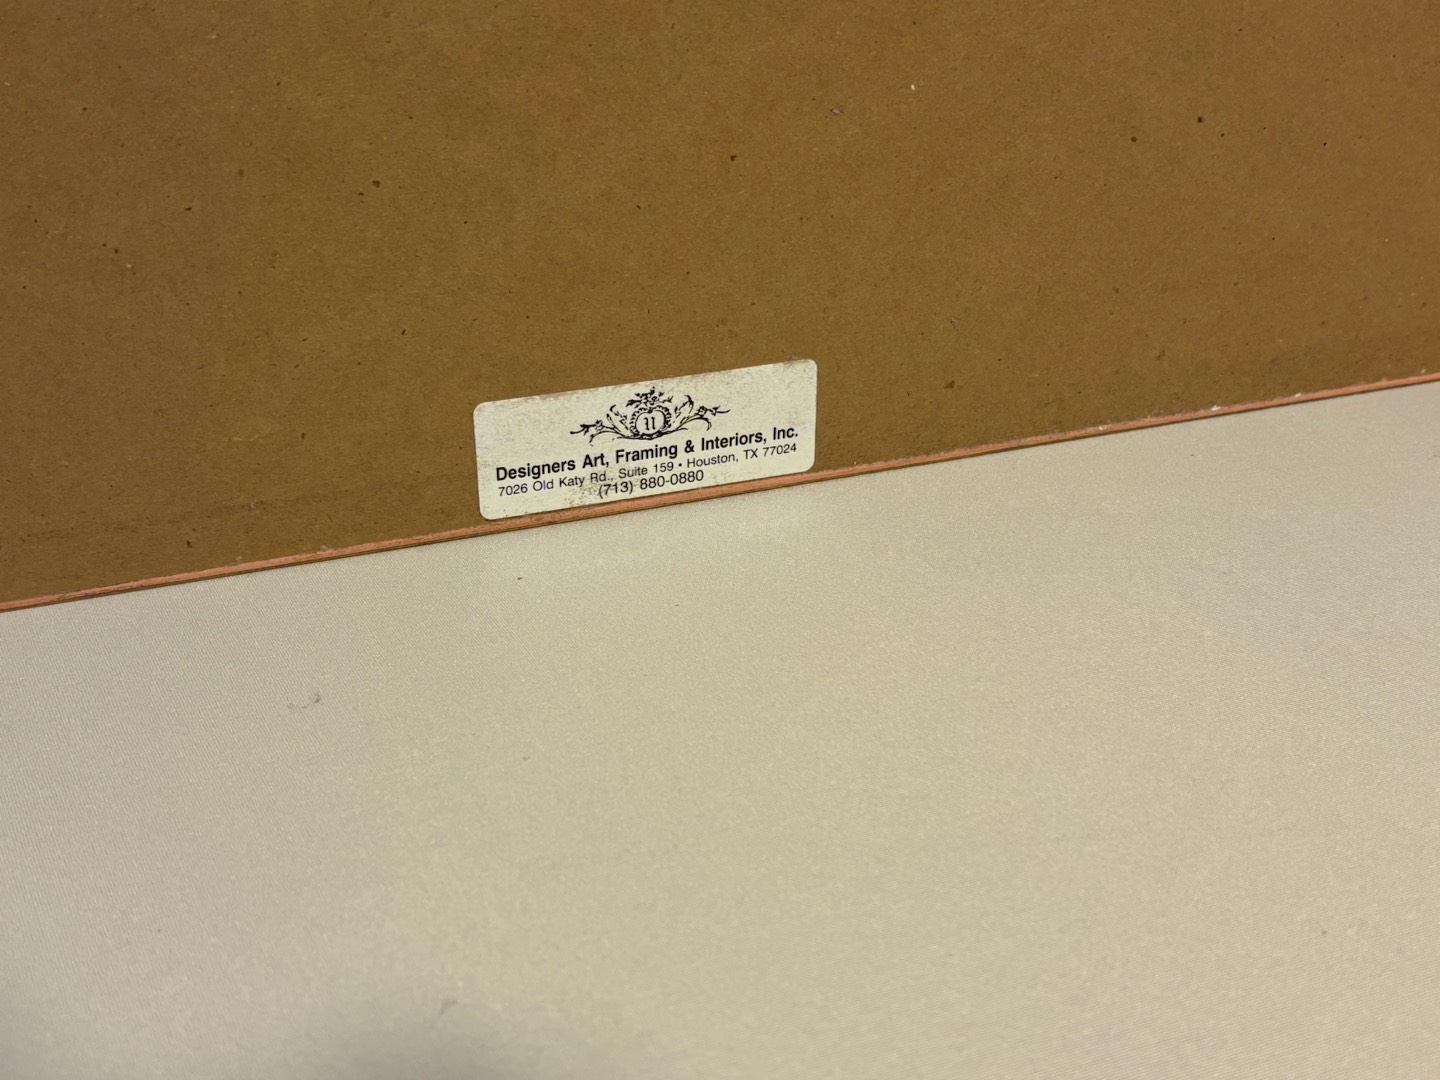 Designers Art, Framing & Interiors, Inc.
7026 Old Katy Rd., Suite 159 • Houston, TX 77024
(713) 880-0880